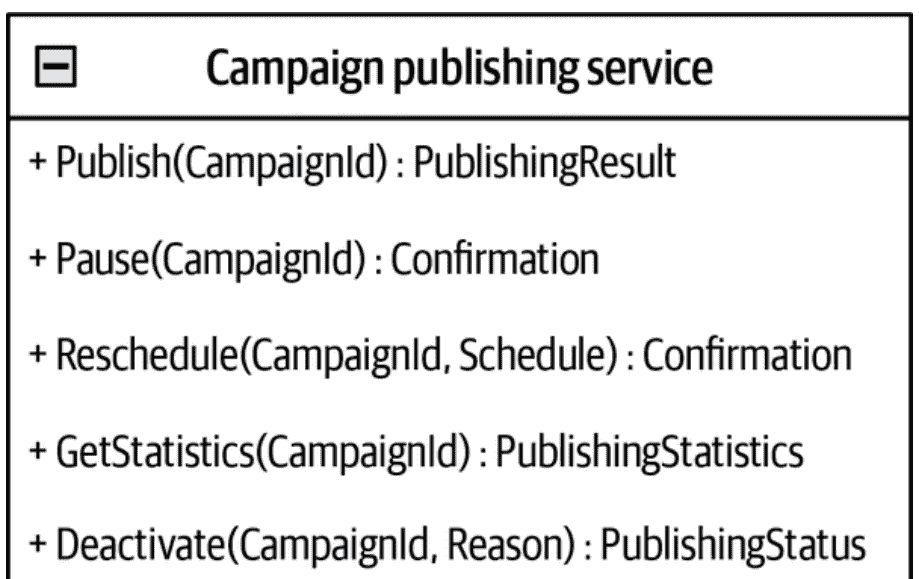 Campaign publishing service
+ Publish(CampaignId) : PublishingResult
+ Pause(CampaignId) : Confirmation
+ Reschedule(CampaignId, Schedule) : Confirmation
+ GetStatistics(CampaignId) : PublishingStatistics
+ Deactivate(CampaignId, Reason) : PublishingStatus